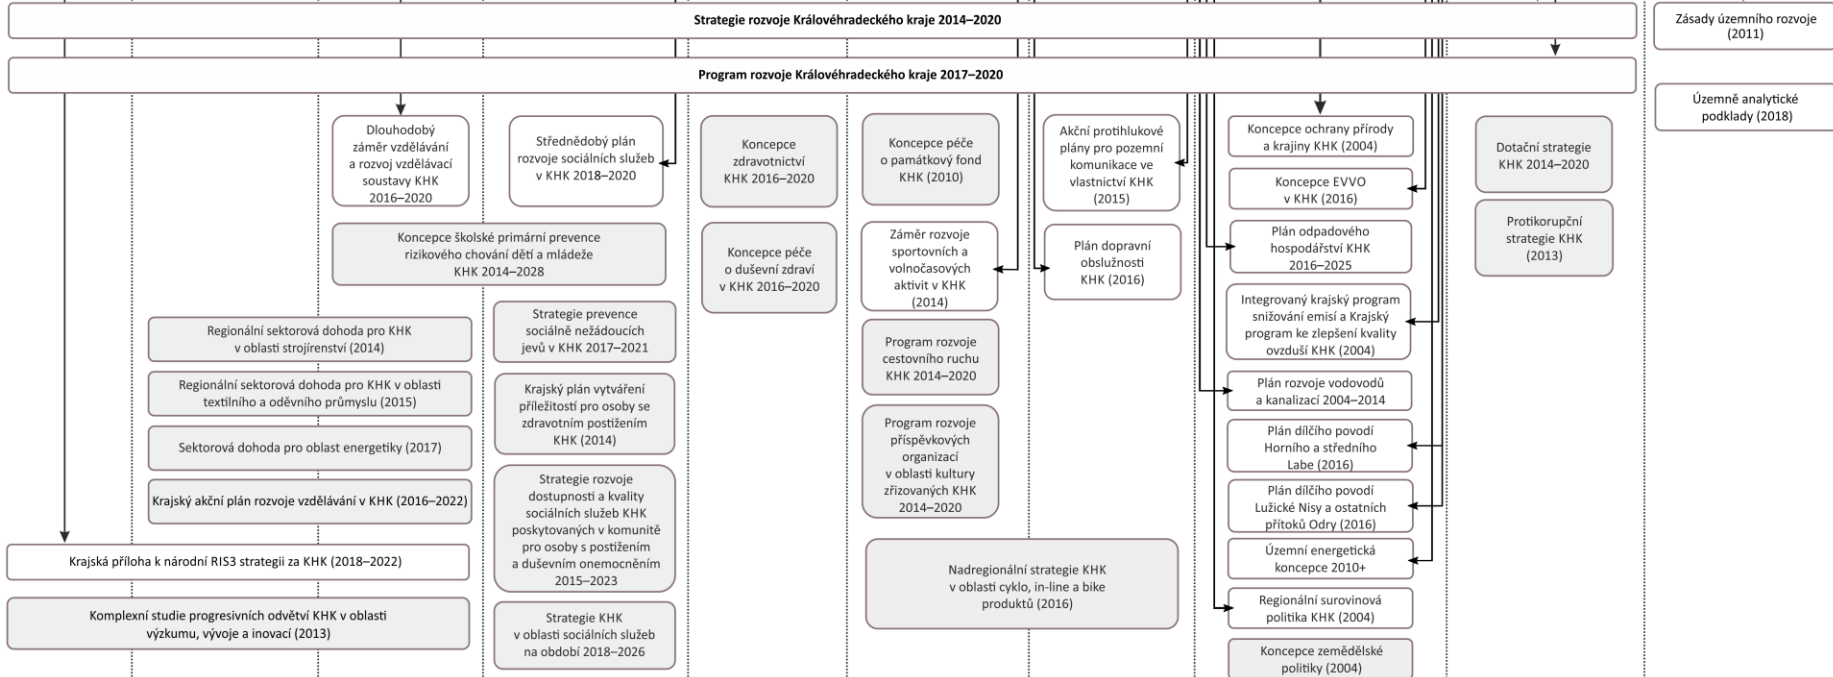 Strategie rozvoje Královéhradeckého kraje 2014–2020
Zásady územního rozvoje
(2011)
Program rozvoje Královéhradeckého kraje 2017–2020
Územně analytické
podklady (2018)
Dlouhodobý
záměr vzdělávání
a rozvoj vzdělávací
soustavy KHK
2016–2020
Střednědobý plán
rozvoje sociálních služeb
v KHK 2018–2020
Koncepce
zdravotnictví
KHK 2016–2020
Koncepce péče
o památkový fond
KHK (2010)
Akční protihlukové
plány pro pozemní
komunikace ve
vlastnictví KHK
(2015)
Koncepce ochrany přírody
a krajiny KHK (2004)
Dotační strategie
KHK 2014–2020
Koncepce EVVO
v KHK (2016)
Koncepce školské primární prevence
rizikového chování dětí a mládeže
KHK 2014–2028
Koncepce péče
o duševní zdraví
v KHK 2016–2020
Záměr rozvoje
sportovních a
volnočasových
aktivit v KHK
(2014)
Plán dopravní
obslužnosti
KHK (2016)
Plán odpadového
hospodářství KHK
2016–2025
Protikorupční
strategie KHK
(2013)
Regionální sektorová dohoda pro KHK
v oblasti strojírenství (2014)
Strategie prevence
sociálně nežádoucích
jevů v KHK 2017–2021
Program rozvoje
cestovního ruchu
KHK 2014–2020
Integrovaný krajský program
snižování emisí a Krajský
program ke zlepšení kvality
ovzduší KHK (2004)
Regionální sektorová dohoda pro KHK v oblasti
textilního a oděvního průmyslu (2015)
Krajský plán vytváření
příležitostí pro osoby se
zdravotním postižením
KHK (2014)
Plán rozvoje vodovodů
a kanalizací 2004–2014
Sektorová dohoda pro oblast energetiky (2017)
Program rozvoje
příspěvkových
organizací
v oblasti kultury
zřizovaných KHK
2014–2020
Plán dílčího povodí
Horního a středního
Labe (2016)
Krajský akční plán rozvoje vzdělávání v KHK (2016–2022)
Strategie rozvoje
dostupnosti a kvality
sociálních služeb KHK
poskytovaných v komunitě
pro osoby s postižením
a duševním onemocněním
2015–2023
Plán dílčího povodí
Lužické Nisy a ostatních
přítoků Odry (2016)
Krajská příloha k národní RIS3 strategii za KHK (2018–2022)
Nadregionální strategie KHK
v oblasti cyklo, in-line a bike
produktů (2016)
Územní energetická
koncepce 2010+
Komplexní studie progresivních odvětví KHK v oblasti
výzkumu, vývoje a inovací (2013)
Strategie KHK
v oblasti sociálních služeb
na období 2018–2026
Regionální surovinová
politika KHK (2004)
Koncepce zemědělské
politiky (2004)